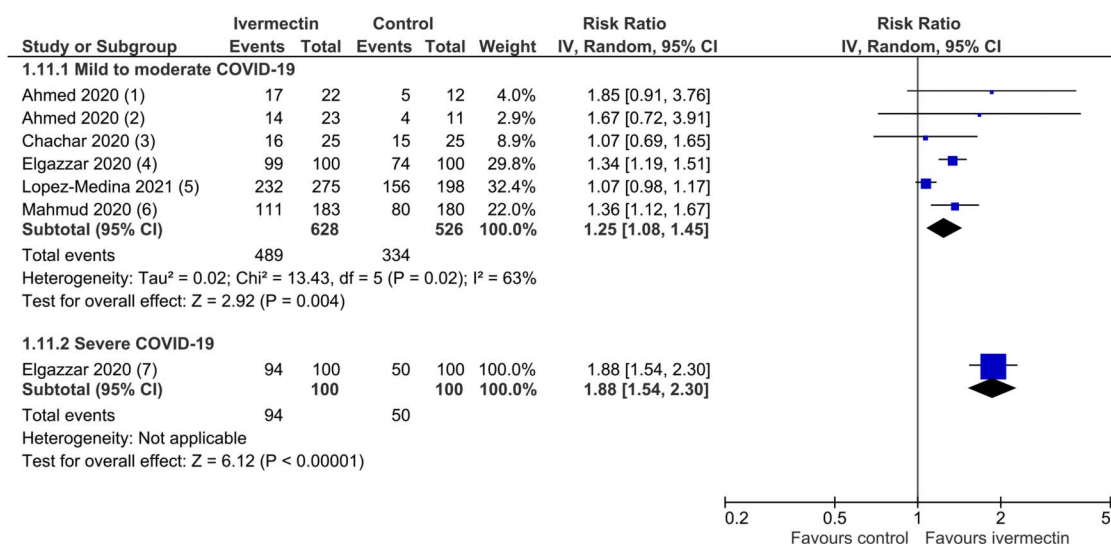 Ivermectin Control Risk Ratio Risk Ratio
Study or Subgroup Events Total Events Total Weight IV, Random, 95% CI IV, Random, 95% CI
1.11.1 Mild to moderate COVID-19
Ahmed 2020 (1) 17 22 5 12 4.0% 1.85 [0.91, 3.76]
Ahmed 2020 (2) 14 23 4 11 2.9% 1.67 [0.72, 3.91]
Chachar 2020 (3) 16 25 15 25 8.9% 1.07 [0.69, 1.65]
Elgazzar 2020 (4) 99 100 74 100 29.8% 1.34 [1.19, 1.51]
Lopez-Medina 2021 (5) 232 275 156 198 32.4% 1.07 [0.98, 1.17]
Mahmud 2020 (6) 111 183 80 180 22.0% 1.36 [1.12, 1.67]
Subtotal (95% CI) 628 526 100.0% 1.25 [1.08, 1.45]
Total events 489 334
Heterogeneity: Tau² = 0.02; Chi² = 13.43, df = 5 (P = 0.02); I² = 63%
Test for overall effect: Z = 2.92 (P = 0.004)
1.11.2 Severe COVID-19
Elgazzar 2020 (7) 94 100 50 100 100.0% 1.88 [1.54, 2.30]
Subtotal (95% CI) 100 100 100.0% 1.88 [1.54, 2.30]
Total events 94 50
Heterogeneity: Not applicable
Test for overall effect: Z = 6.12 (P < 0.00001)
0.2 0.5 1 2 5
Favours control Favours ivermectin